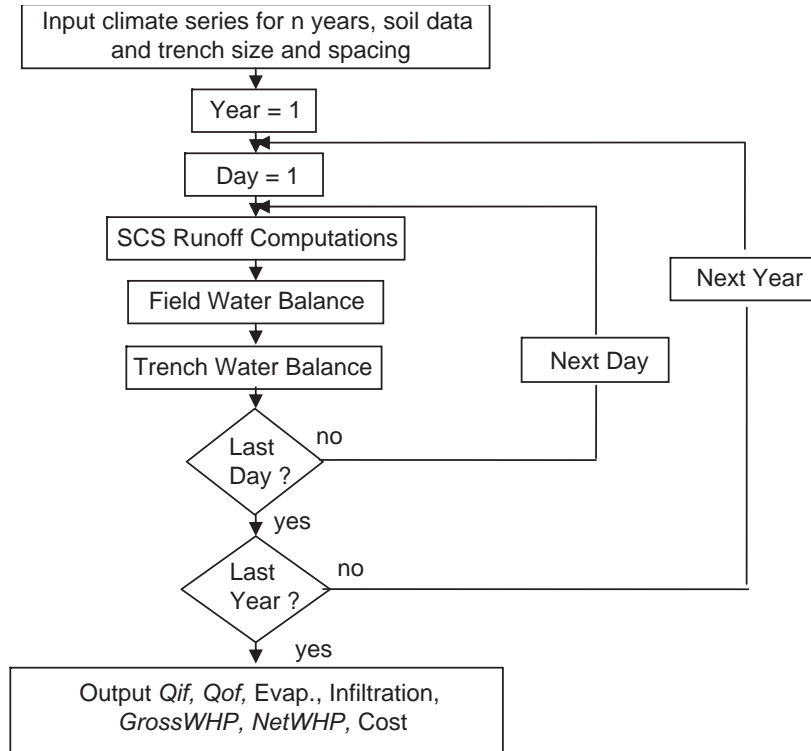 Input climate series for n years, soil data
and trench size and spacing
Year = 1
Day = 1
SCS Runoff Computations
Next Year
Field Water Balance
Trench Water Balance
Next Day
Last
Day ?
no
yes
Last
Year ?
no
yes
Output Qif, Qof, Evap., Infiltration,
GrossWHP, NetWHP, Cost